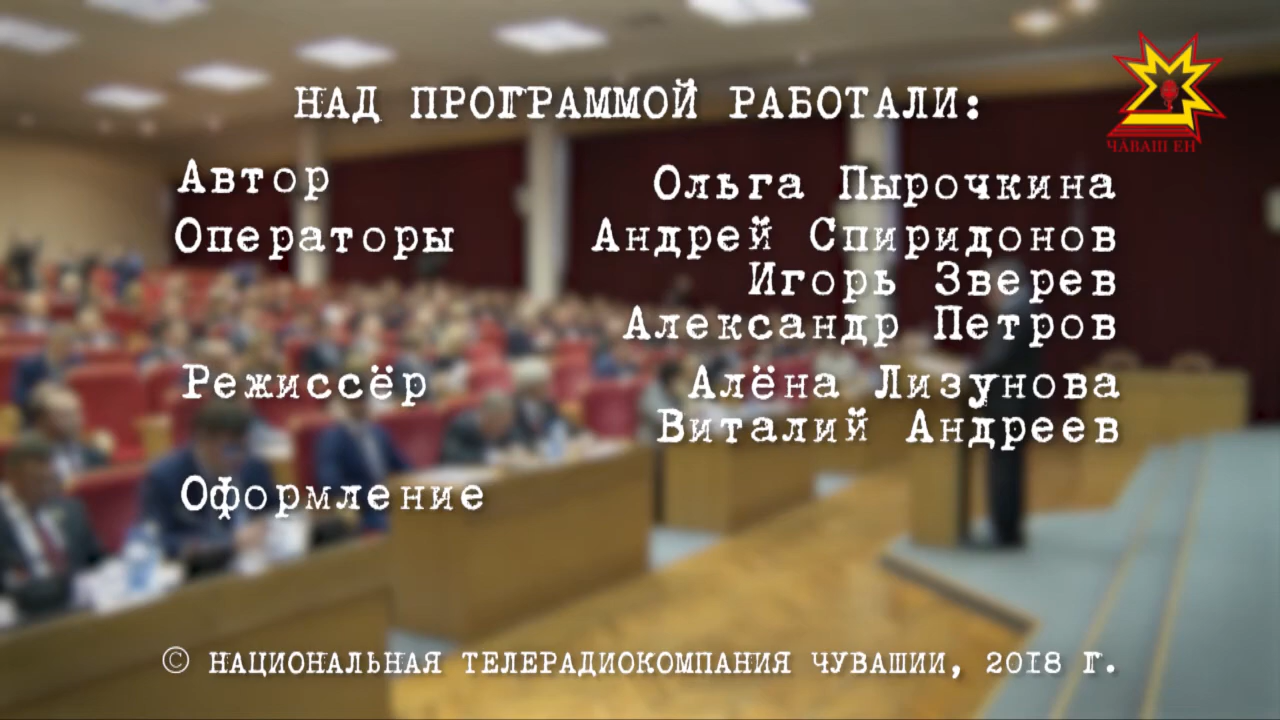 НАД ПРОГРАММОЙ РАБОТАЛИ:
ЧӐВАШ ЕН
Автор Ольга Пырочкина
Операторы Андрей Спиридонов
Игорь Зверев
Александр Петров
Режиссёр Алёна Лизунова
Виталий Андреев
Оформление
© НАЦИОНАЛЬНАЯ ТЕЛЕРАДИОКОМПАНИЯ ЧУВАШИИ, 2018 Г.